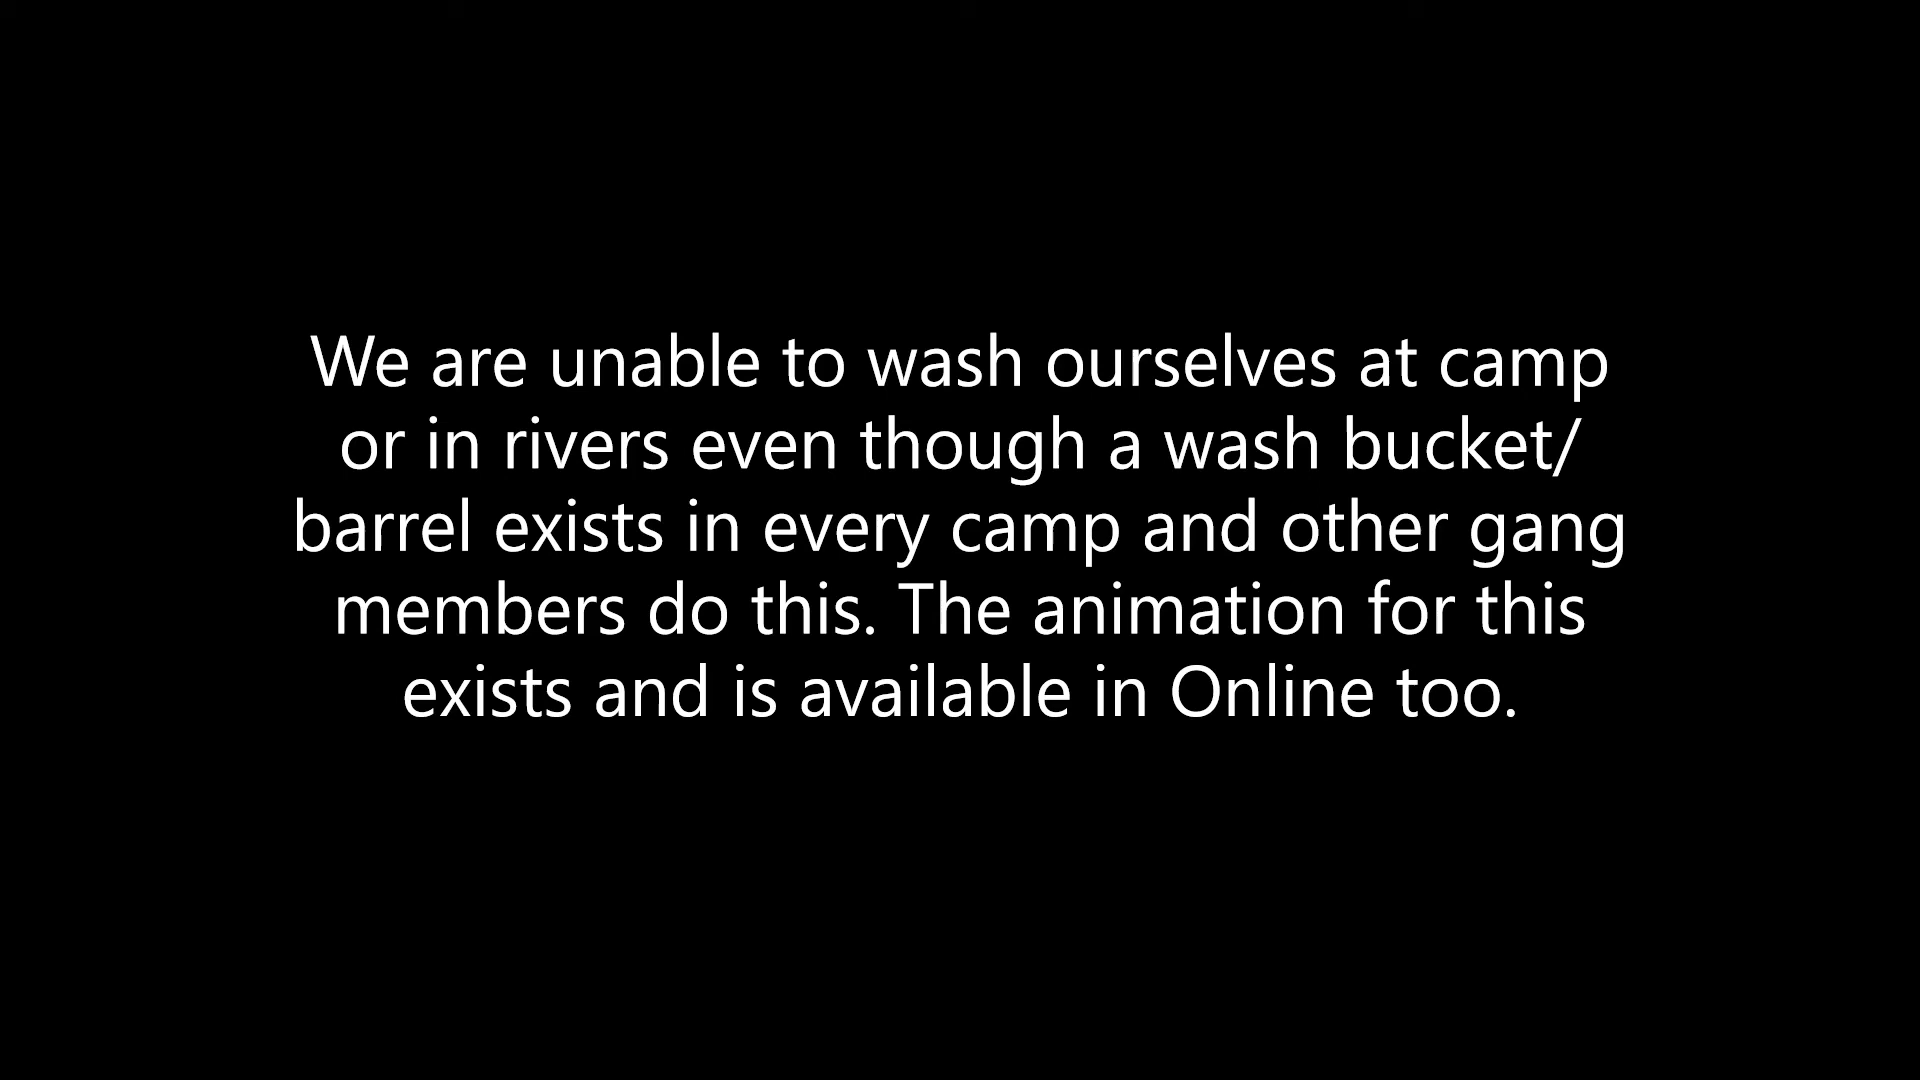 We are unable to wash ourselves at camp
or in rivers even though a wash bucket/
barrel exists in every camp and other gang
members do this. The animation for this
exists and is available in Online too.